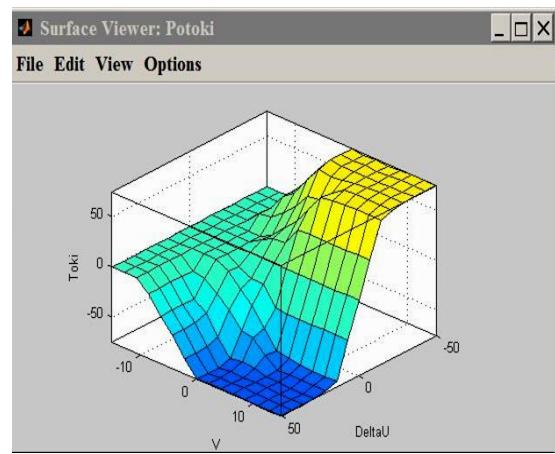 Surface Viewer: Potoki
File Edit View Options
50
0
-50
Toki
-10
0
10
V
50
0
-50
DeltaU